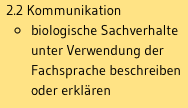 2.2 Kommunikation
o biologische Sachverhalte
unter Verwendung der
Fachsprache beschreiben
oder erklären